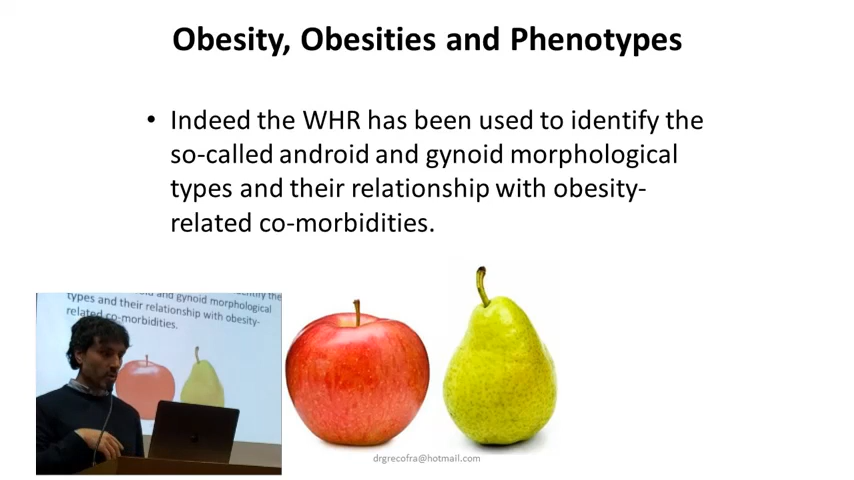 Obesity, Obesities and Phenotypes
• Indeed the WHR has been used to identify the
so-called android and gynoid morphological
types and their relationship with obesity-
related co-morbidities.
and gynoid morphological
types and their relationship with obesity-
related co-morbidities.
drgrecofra@hotmail.com